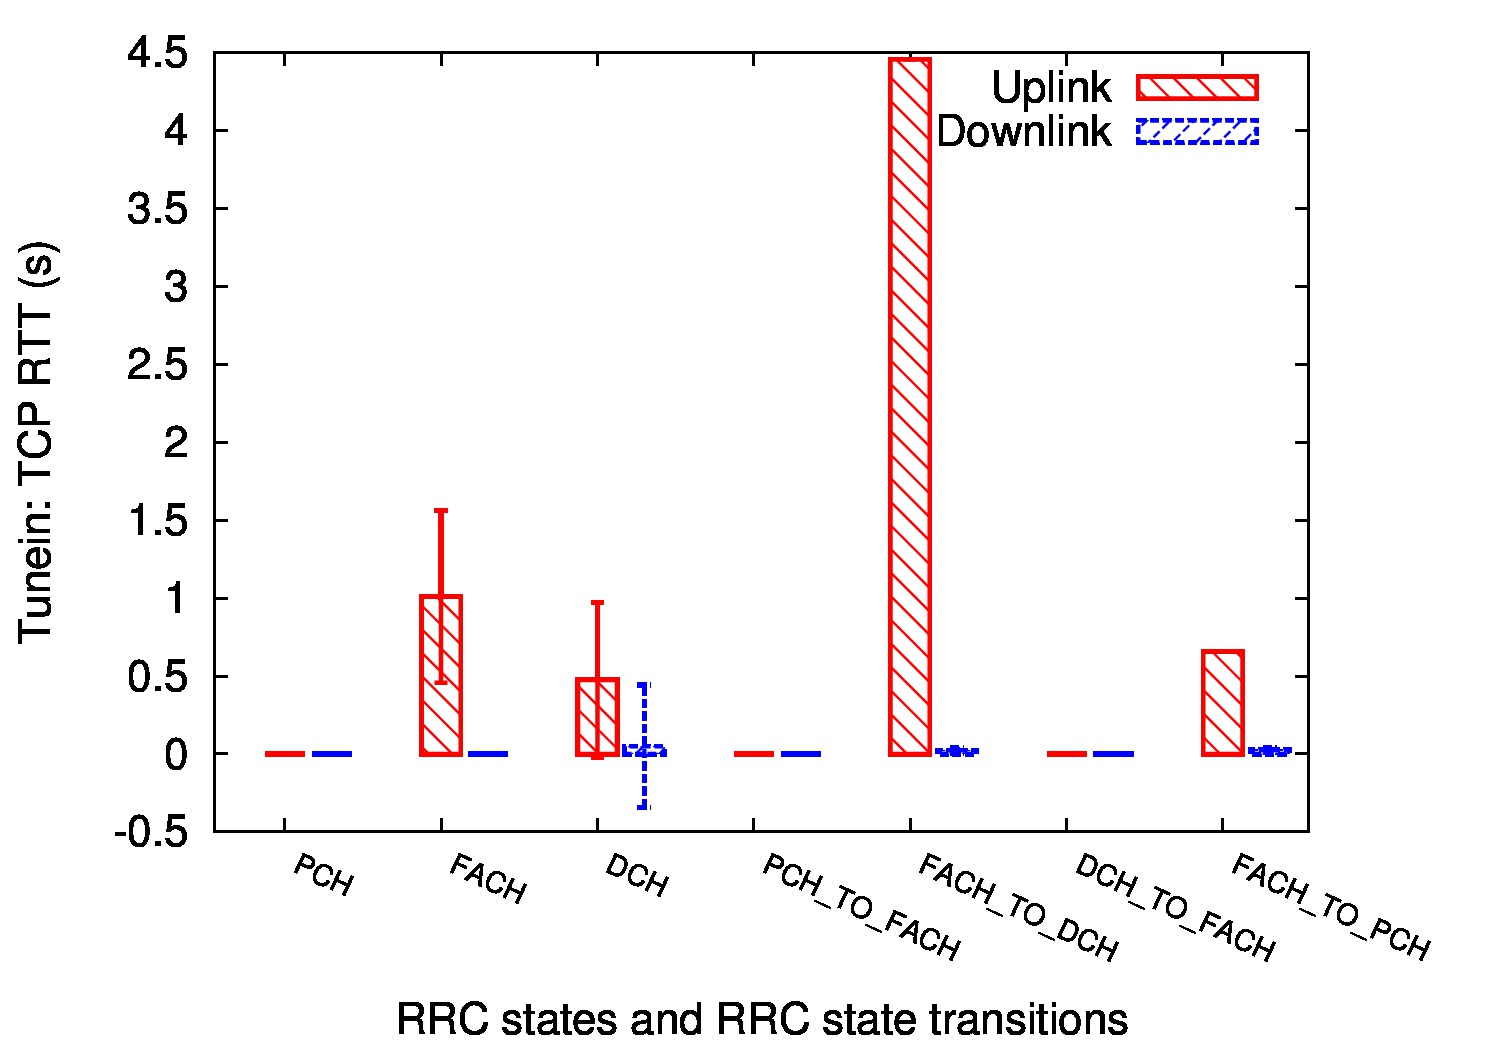 4.5
4
3.5
3
2.5
2
1.5
1
0.5
0
-0.5
Tunein: TCP RTT (s)
Uplink
Downlink
PCH
FACH
DCH
PCH_TO_FACH
FACH_TO_DCH
DCH_TO_FACH
FACH_TO_PCH
RRC states and RRC state transitions